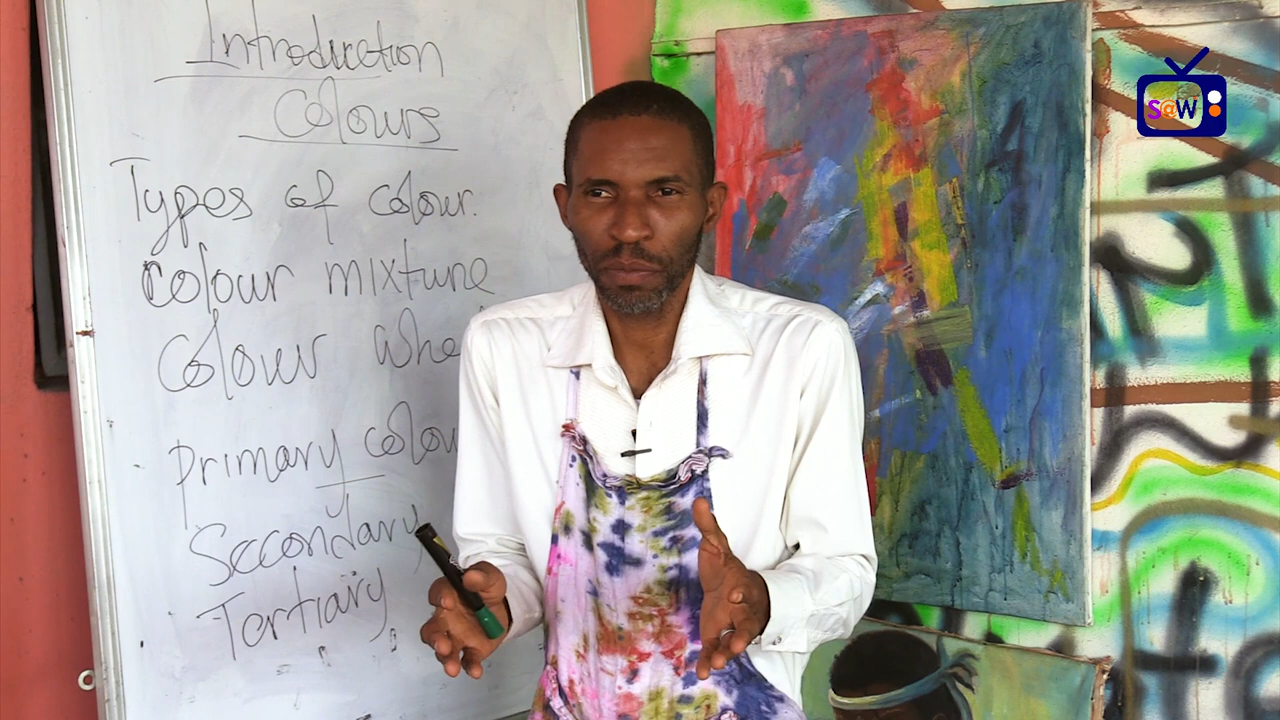 Introduction
Colours
Types of colour.
colour mixture
colour Whe
primary colou
Secondary
Tertiary
S@W